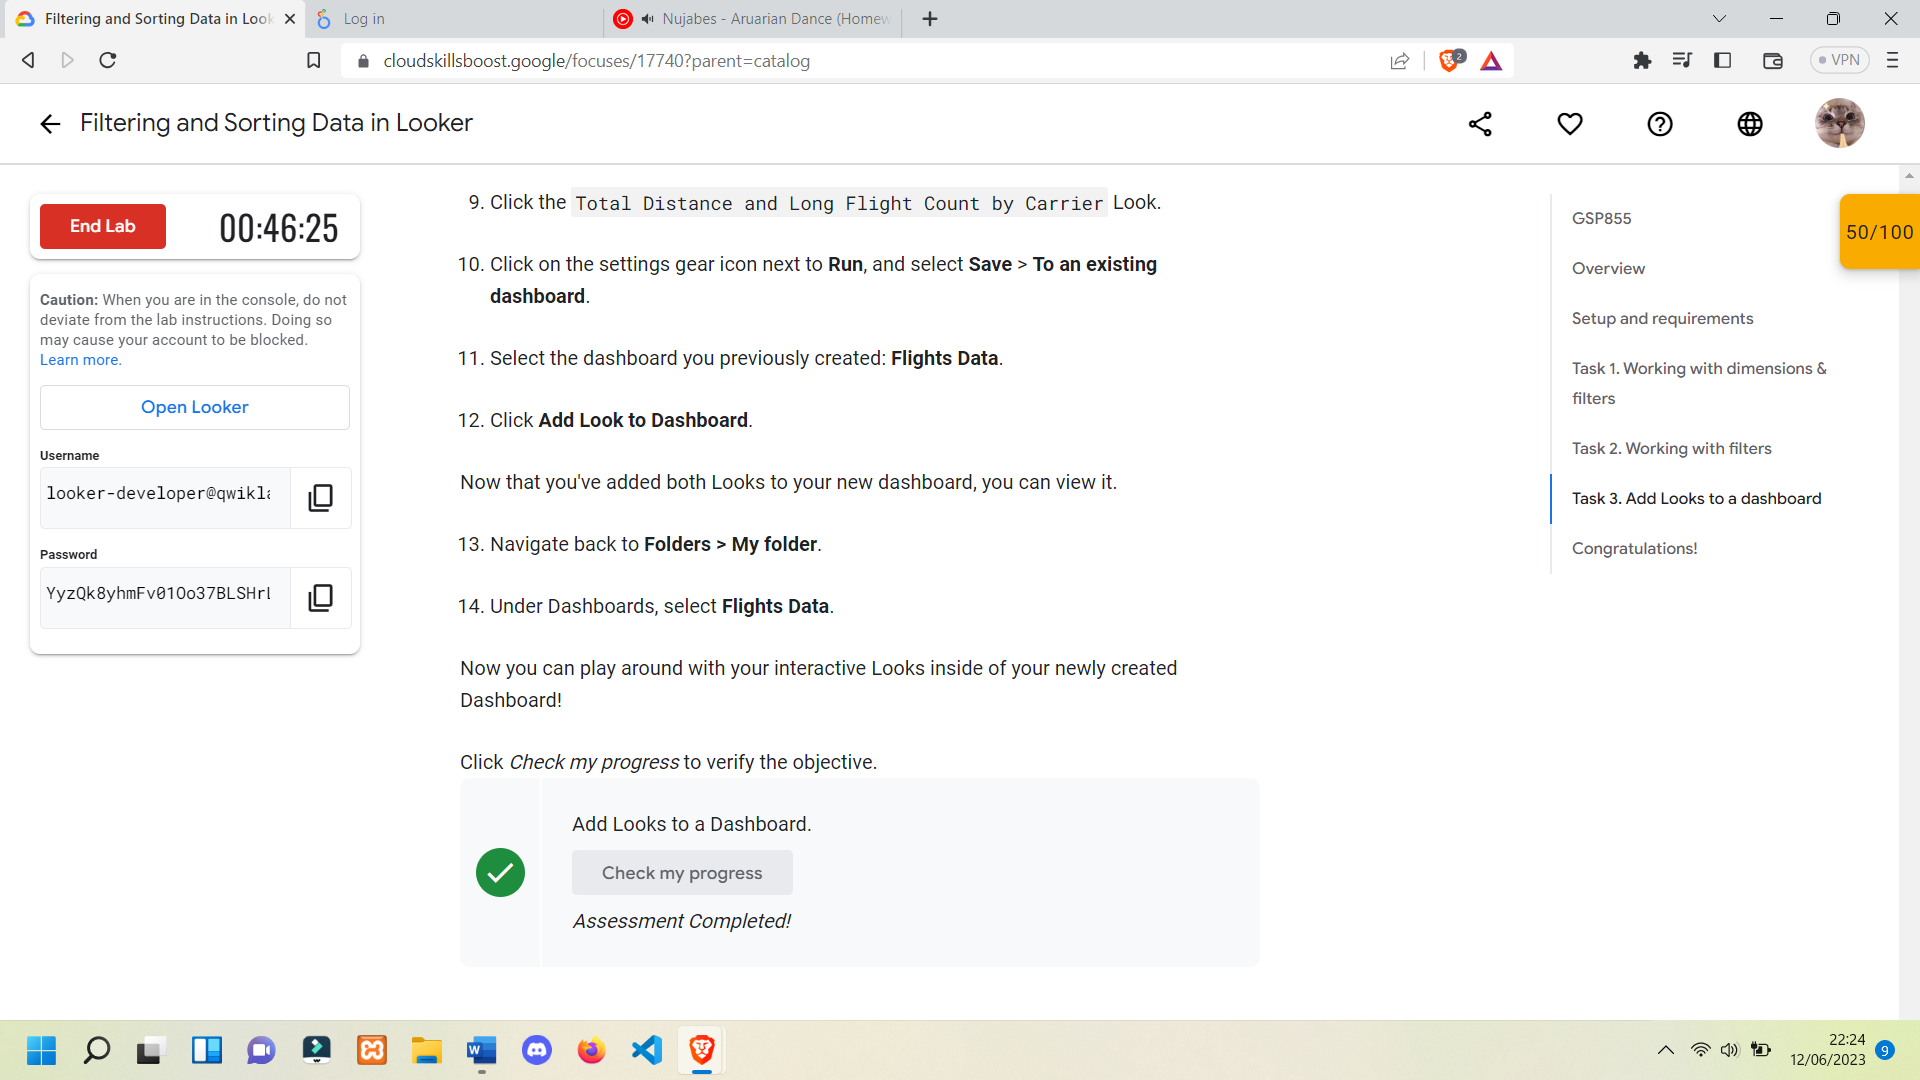 Filtering and Sorting Data in Look
Log in
Nujabes - Aruarian Dance (Homew
cloudskillsboost.google/focuses/17740?parent=catalog
2
VPN
Filtering and Sorting Data in Looker
End Lab
00:46:25
Caution: When you are in the console, do not
deviate from the lab instructions. Doing so
may cause your account to be blocked.
Learn more.
Open Looker
Username
looker-developer@qwikla
Password
YyzQk8yhmFv01Oo37BLSHrL
9. Click the Total Distance and Long Flight Count by Carrier Look.
10. Click on the settings gear icon next to Run, and select Save > To an existing
dashboard.
11. Select the dashboard you previously created: Flights Data.
12. Click Add Look to Dashboard.
Now that you've added both Looks to your new dashboard, you can view it.
13. Navigate back to Folders > My folder.
14. Under Dashboards, select Flights Data.
Now you can play around with your interactive Looks inside of your newly created
Dashboard!
Click Check my progress to verify the objective.
Add Looks to a Dashboard.
Check my progress
Assessment Completed!
GSP855
Overview
Setup and requirements
Task 1. Working with dimensions &
filters
Task 2. Working with filters
Task 3. Add Looks to a dashboard
Congratulations!
50/100
22:24
12/06/2023
9